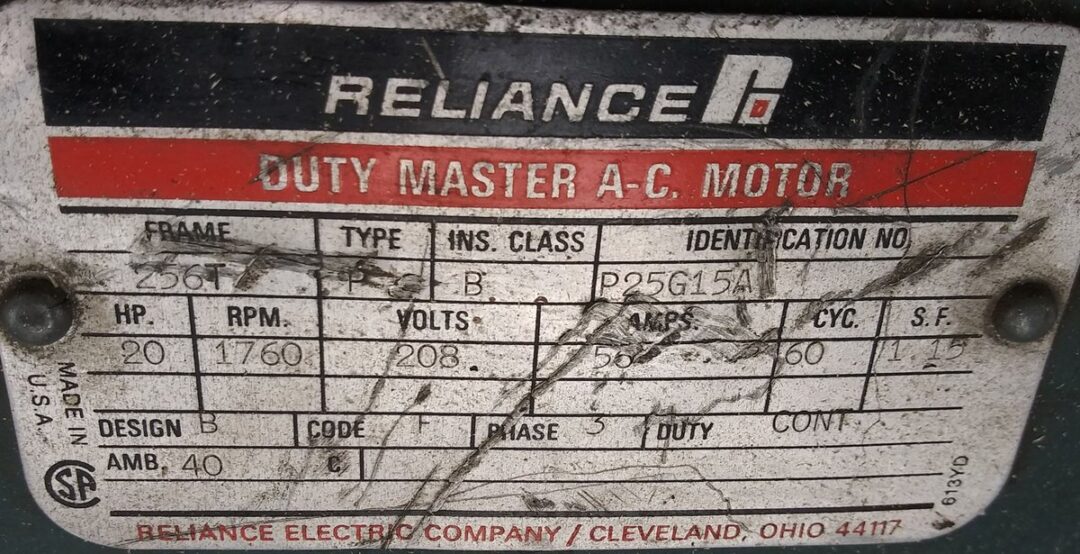 RELIANCE
DUTY MASTER A-C. MOTOR
FRAME TYPE INS. CLASS IDENTIFICATION NO
256T P B P25G15A
HP. RPM. VOLTS. AMPS. CYC. S.F.
20 1760 208 56 60 1.15
MADE IN
U.S.A.
DESIGN B CODE F PHASE 3 DUTY CONT
AMB. 40 C
613YD
RELIANCE ELECTRIC COMPANY / CLEVELAND, OHIO 44117